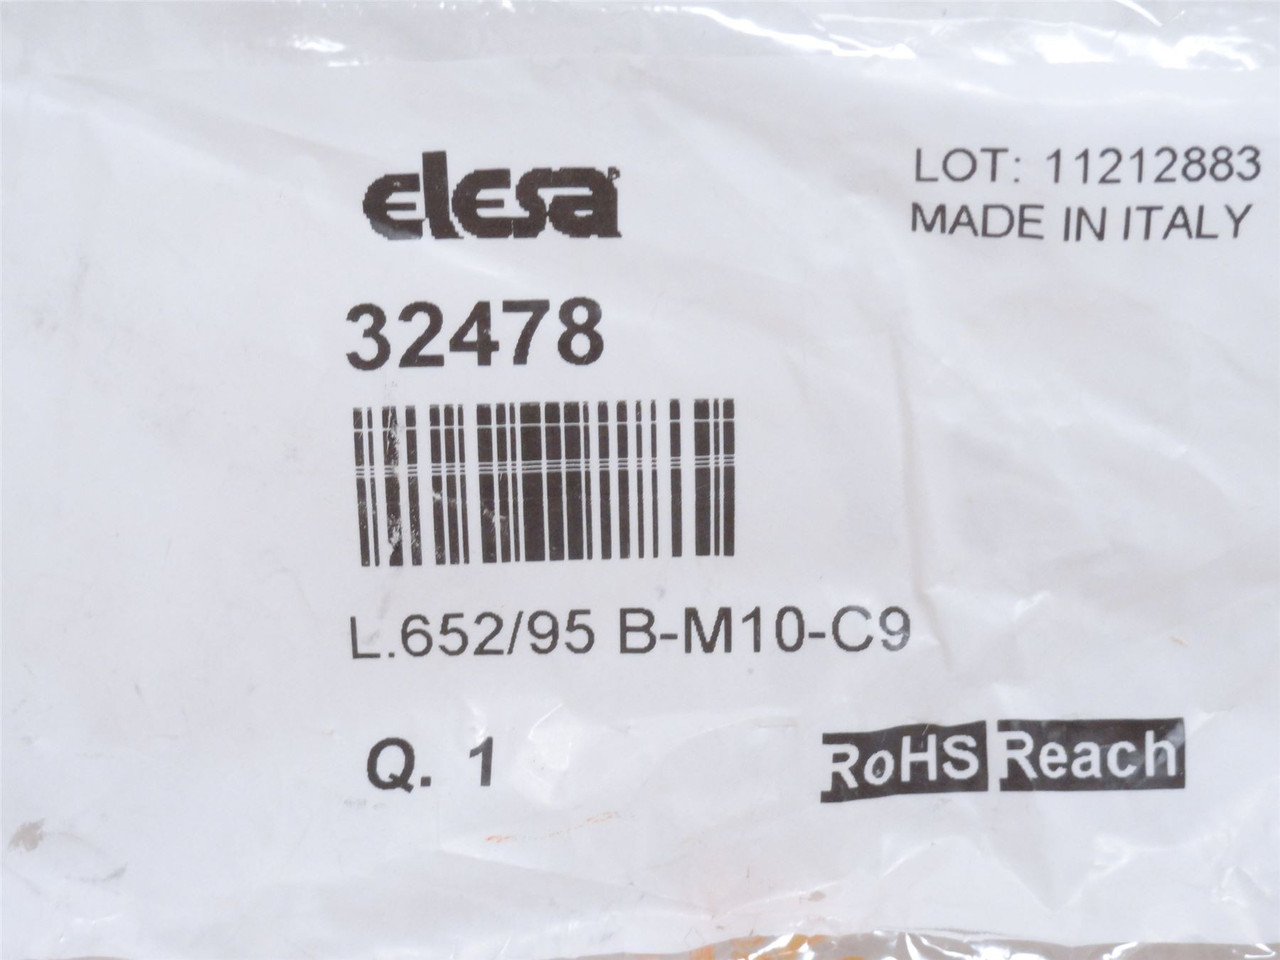 elesa
LOT: 11212883
MADE IN ITALY
32478
L.652/95 B-M10-C9
Q. 1
RoHS Reach